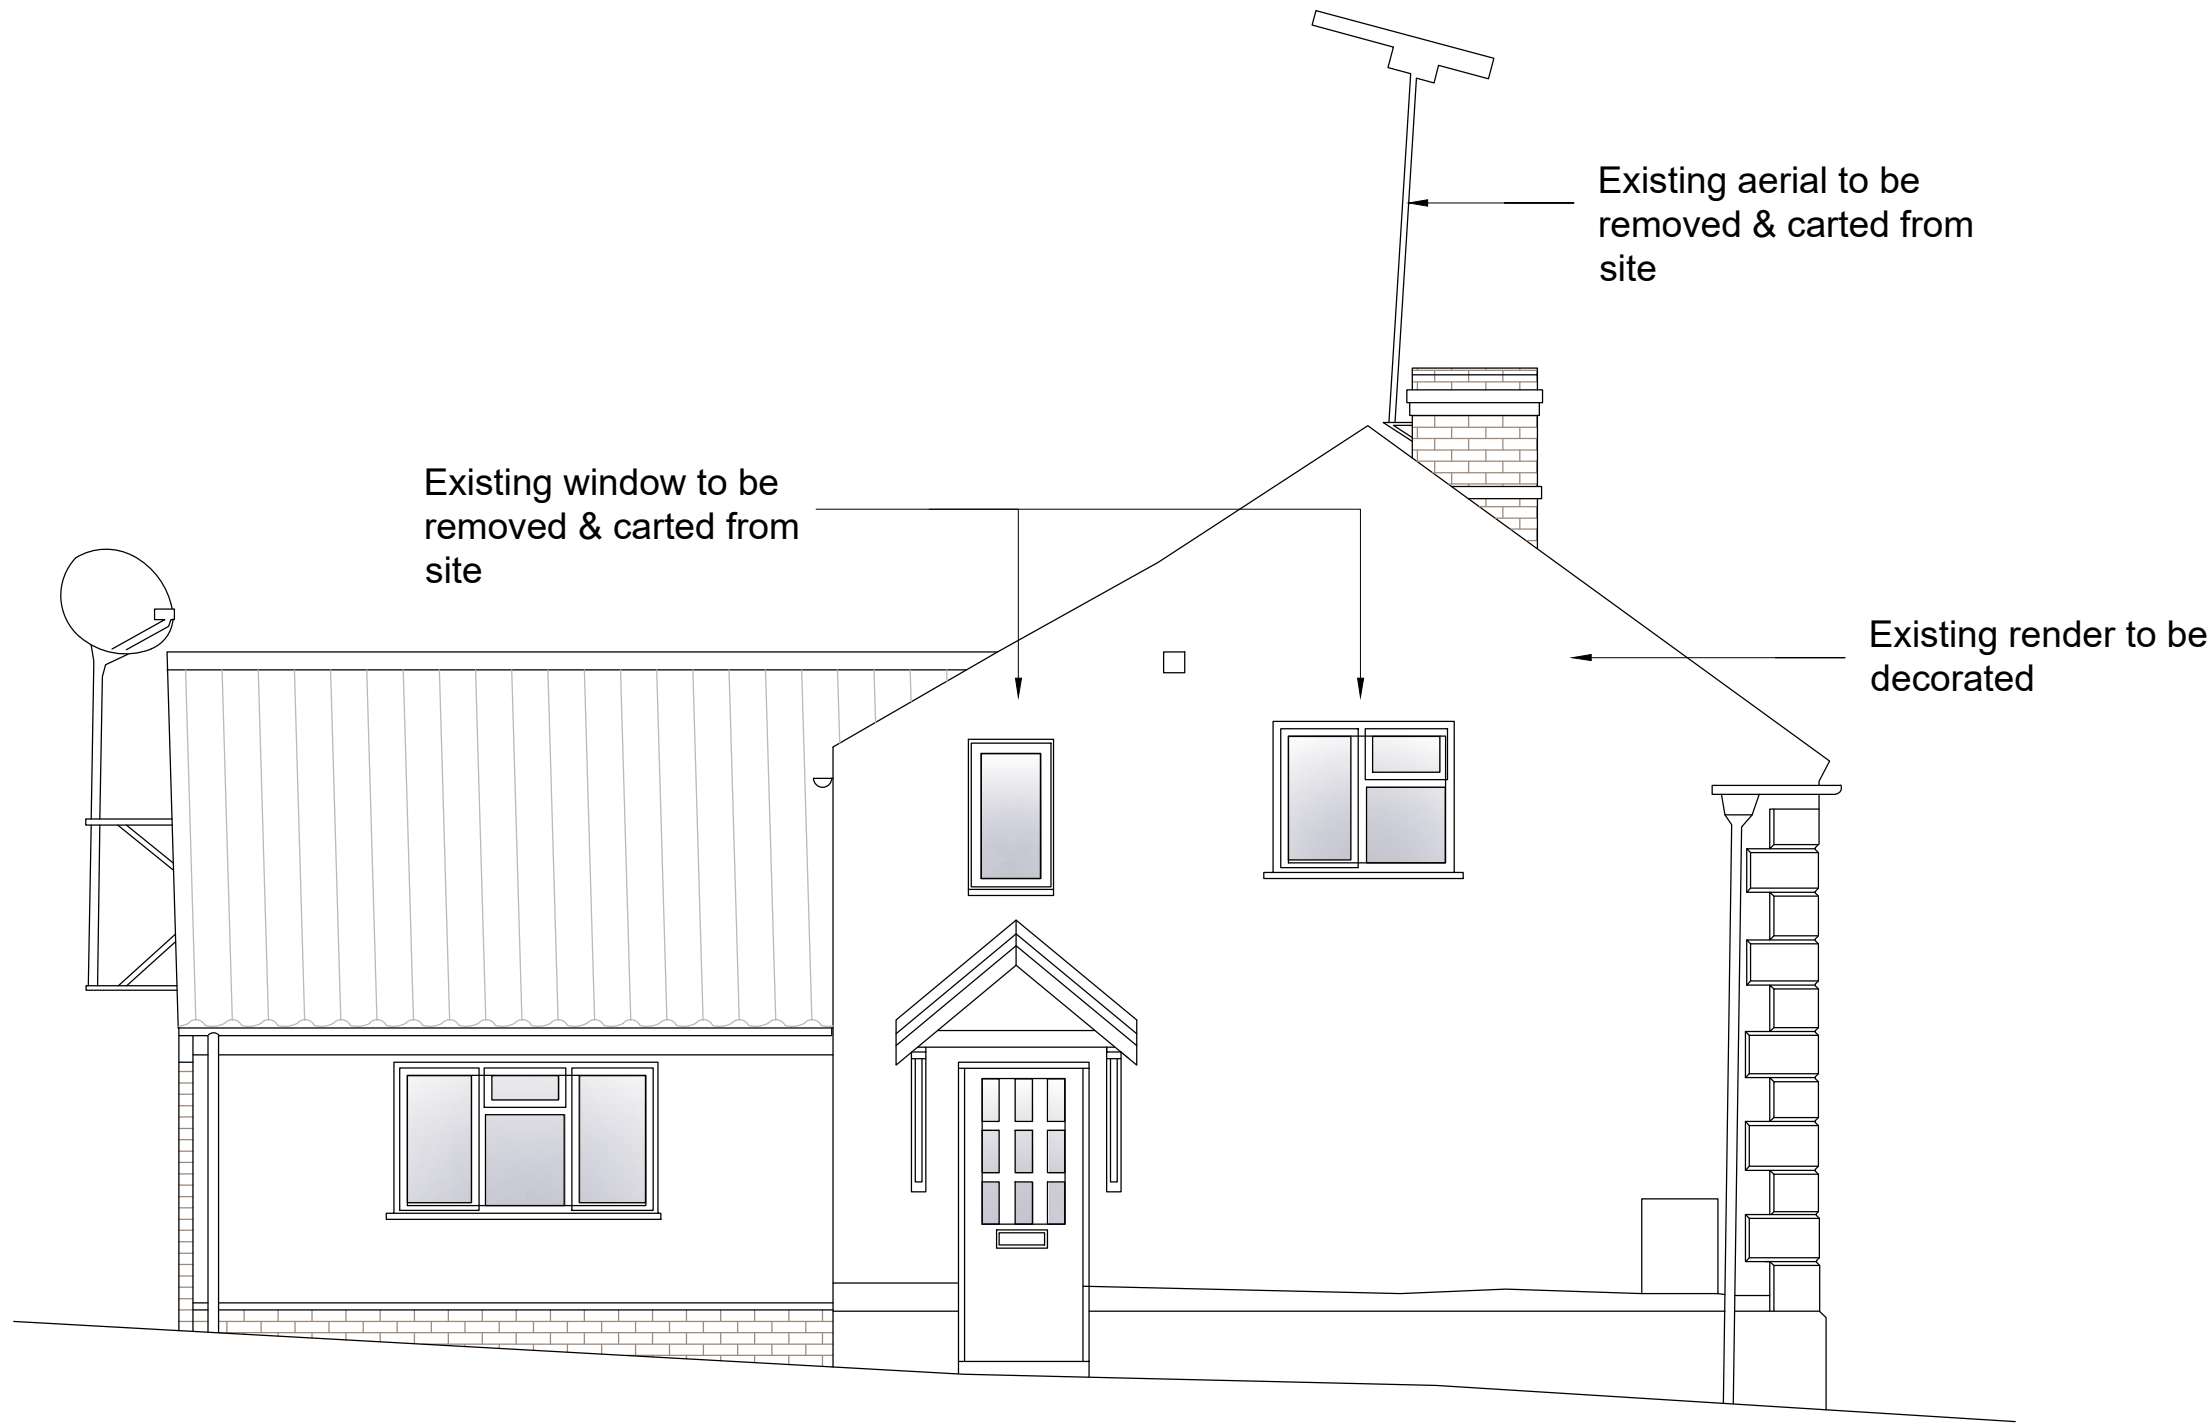 Existing aerial to be
removed & carted from
site
Existing window to be
removed & carted from
site
Existing render to be
decorated